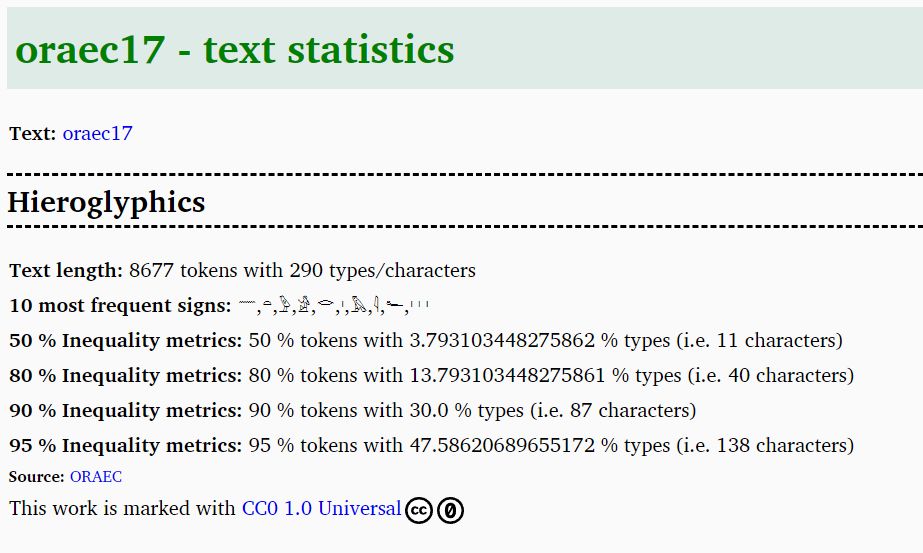 oraec17 - text statistics
Text: oraec17
Hieroglyphics
Text length: 8677 tokens with 290 types/characters
10 most frequent signs: 𓈖,𓏏,𓅱,𓀁,𓂋,𓏤,𓄿,𓇋,𓂝,𓏥
50 % Inequality metrics: 50 % tokens with 3.793103448275862 % types (i.e. 11 characters)
80 % Inequality metrics: 80 % tokens with 13.793103448275861 % types (i.e. 40 characters)
90 % Inequality metrics: 90 % tokens with 30.0 % types (i.e. 87 characters)
95 % Inequality metrics: 95 % tokens with 47.58620689655172 % types (i.e. 138 characters)
Source: ORAEC
This work is marked with CC0 1.0 Universal